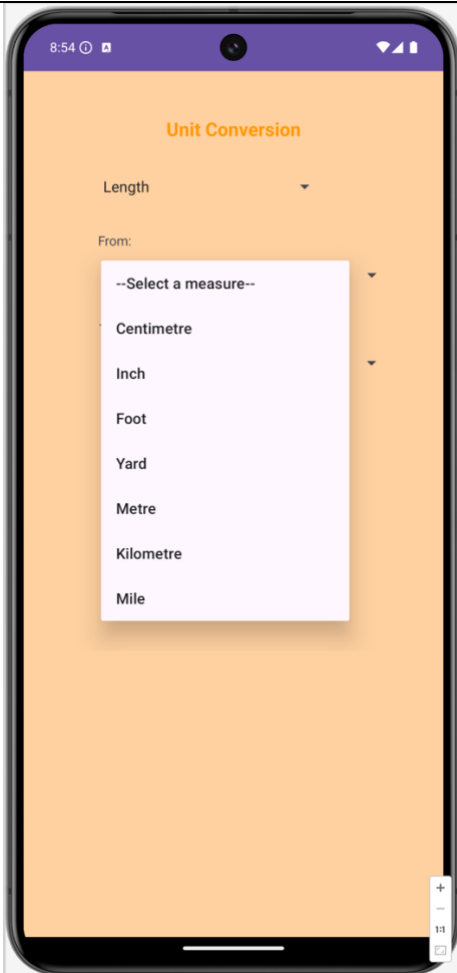 8:54
Unit Conversion
Length
From:
--Select a measure--
Centimetre
Inch
Foot
Yard
Metre
Kilometre
Mile
1:1